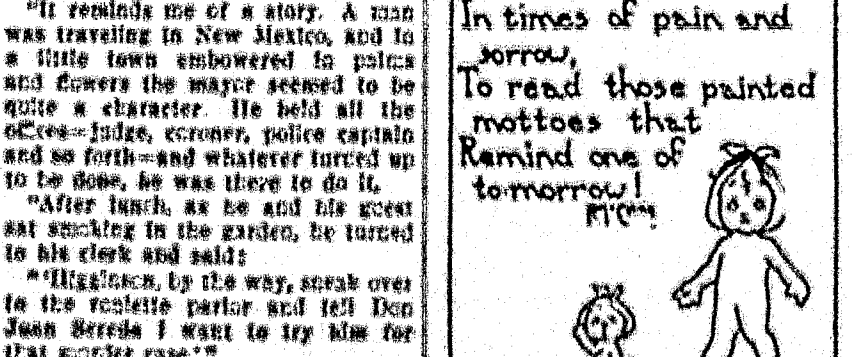 "It reminds me of a story. A man
was traveling in New Mexico, and in
a little town embowered in palms
and flowers the mayor seemed to be
quite a character. He held all the
offices—judge, coroner, police captain
and so forth—and whatever turned up
to be done, he was there to do it.
"After lunch, as he and his guest
sat smoking in the garden, he turned
to his clerk and said:
by the way, sneak over
to the roulette parlor and tell Don
Juan I want to try him for
that murder case.'"
In times of pain and
sorrow,
To read those painted
mottoes that
Remind one of
tomorrow!